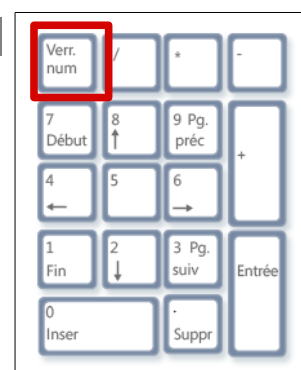 Verr.
num
/
*
-
7
Début
8
↑
9 Pg.
préc
+
4
←
5
6
→
1
Fin
2
↓
3 Pg.
suiv
Entrée
0
Inser
.
Suppr